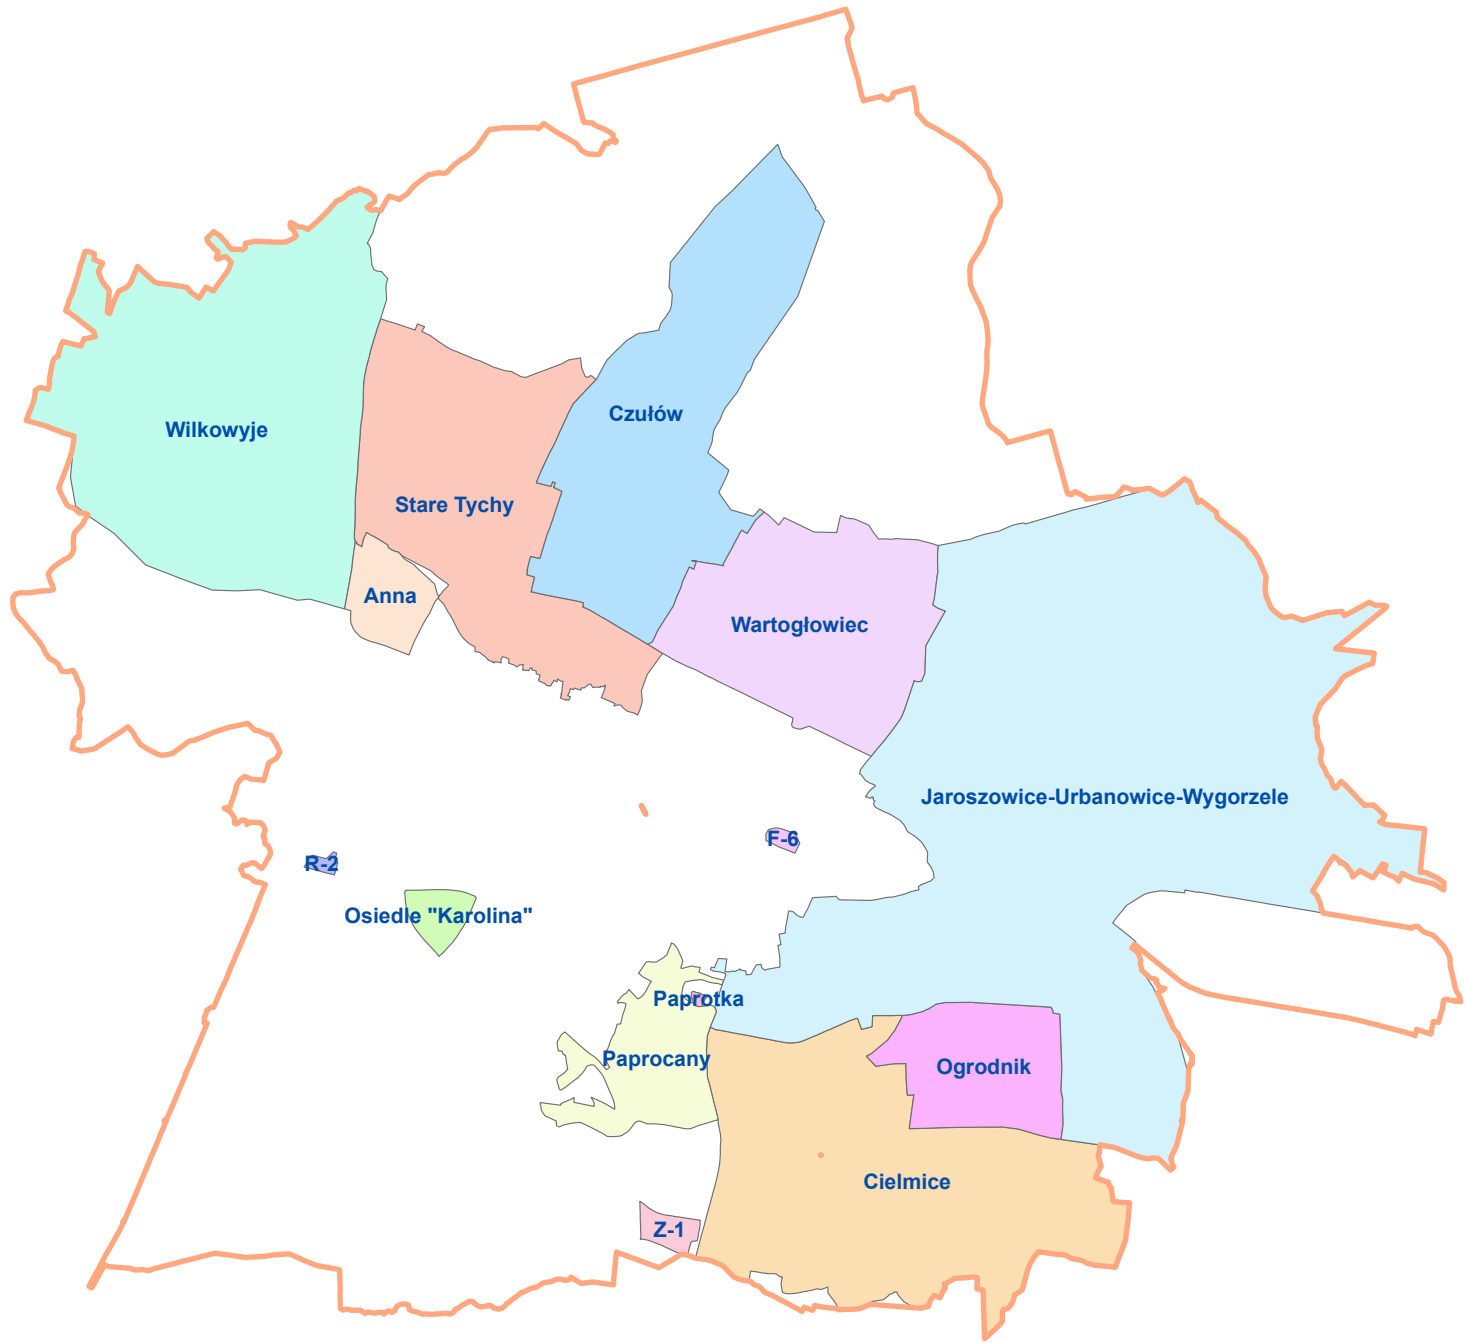 Czułów
Wilkowyje
Stare Tychy
Anna
Wartogłowiec
Jaroszowice-Urbanowice-Wygorzele
F-6
R-2
Osiedle "Karolina"
Paprotka
Paprocany
Ogrodnik
Cielmice
Z-1